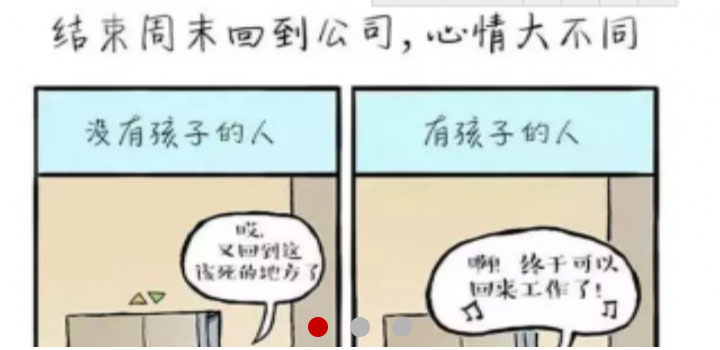 结束周末回到公司,心情大不同
没有孩子的人
有孩子的人
哎,
又回到这
该死的地方了
啊! 终于可以
回来工作了!